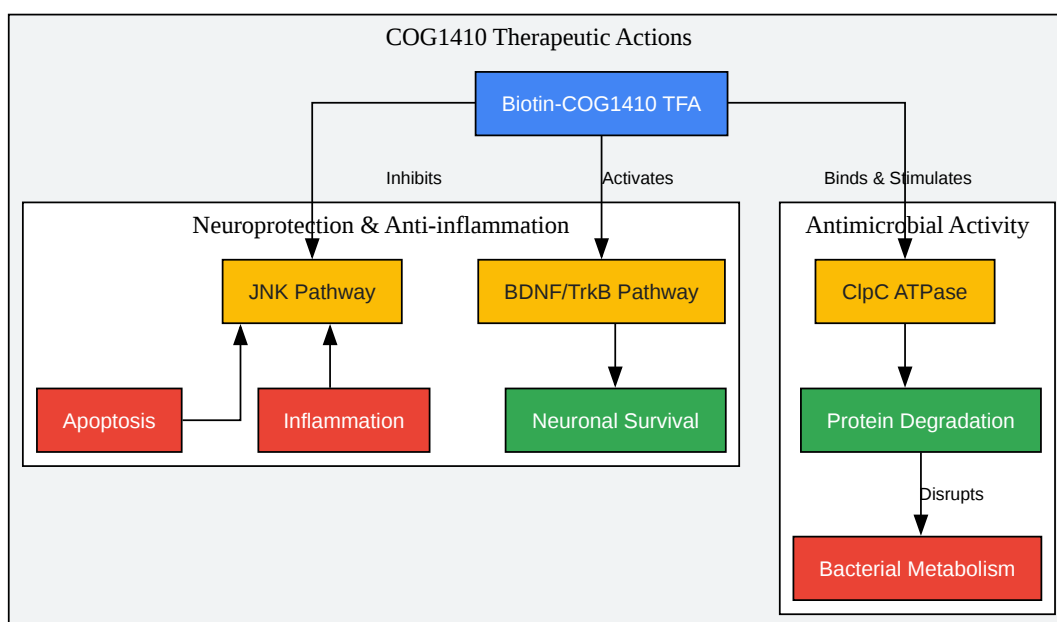 COG1410 Therapeutic Actions
Biotin-COG1410 TFA
Inhibits
Activates
Binds & Stimulates
Neuroprotection & Anti-inflammation
Antimicrobial Activity
JNK Pathway
BDNF/TrkB Pathway
ClpC ATPase
Apoptosis
Inflammation
Neuronal Survival
Protein Degradation
Disrupts
Bacterial Metabolism